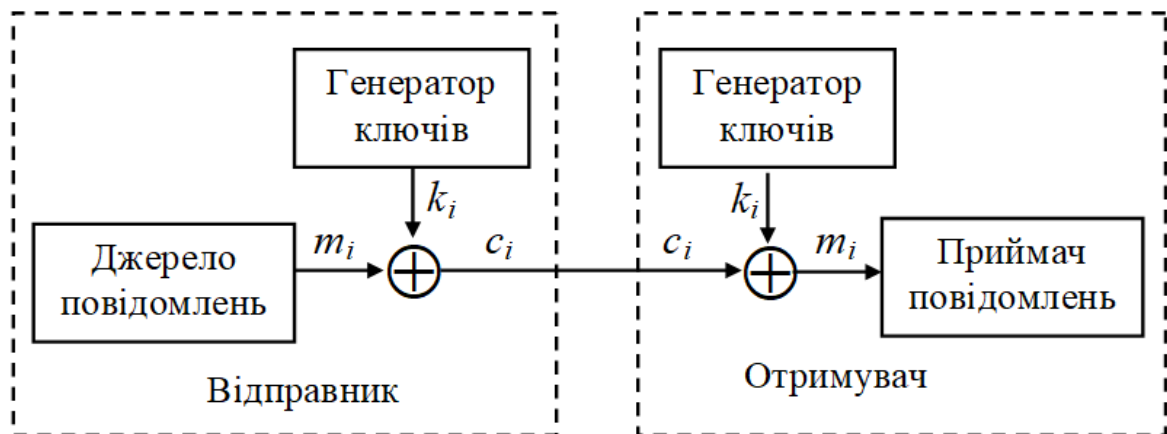 Генератор
ключів
k_i
Джерело
повідомлень
m_i
c_i
Відправник
Генератор
ключів
k_i
c_i
m_i
Приймач
повідомлень
Отримувач